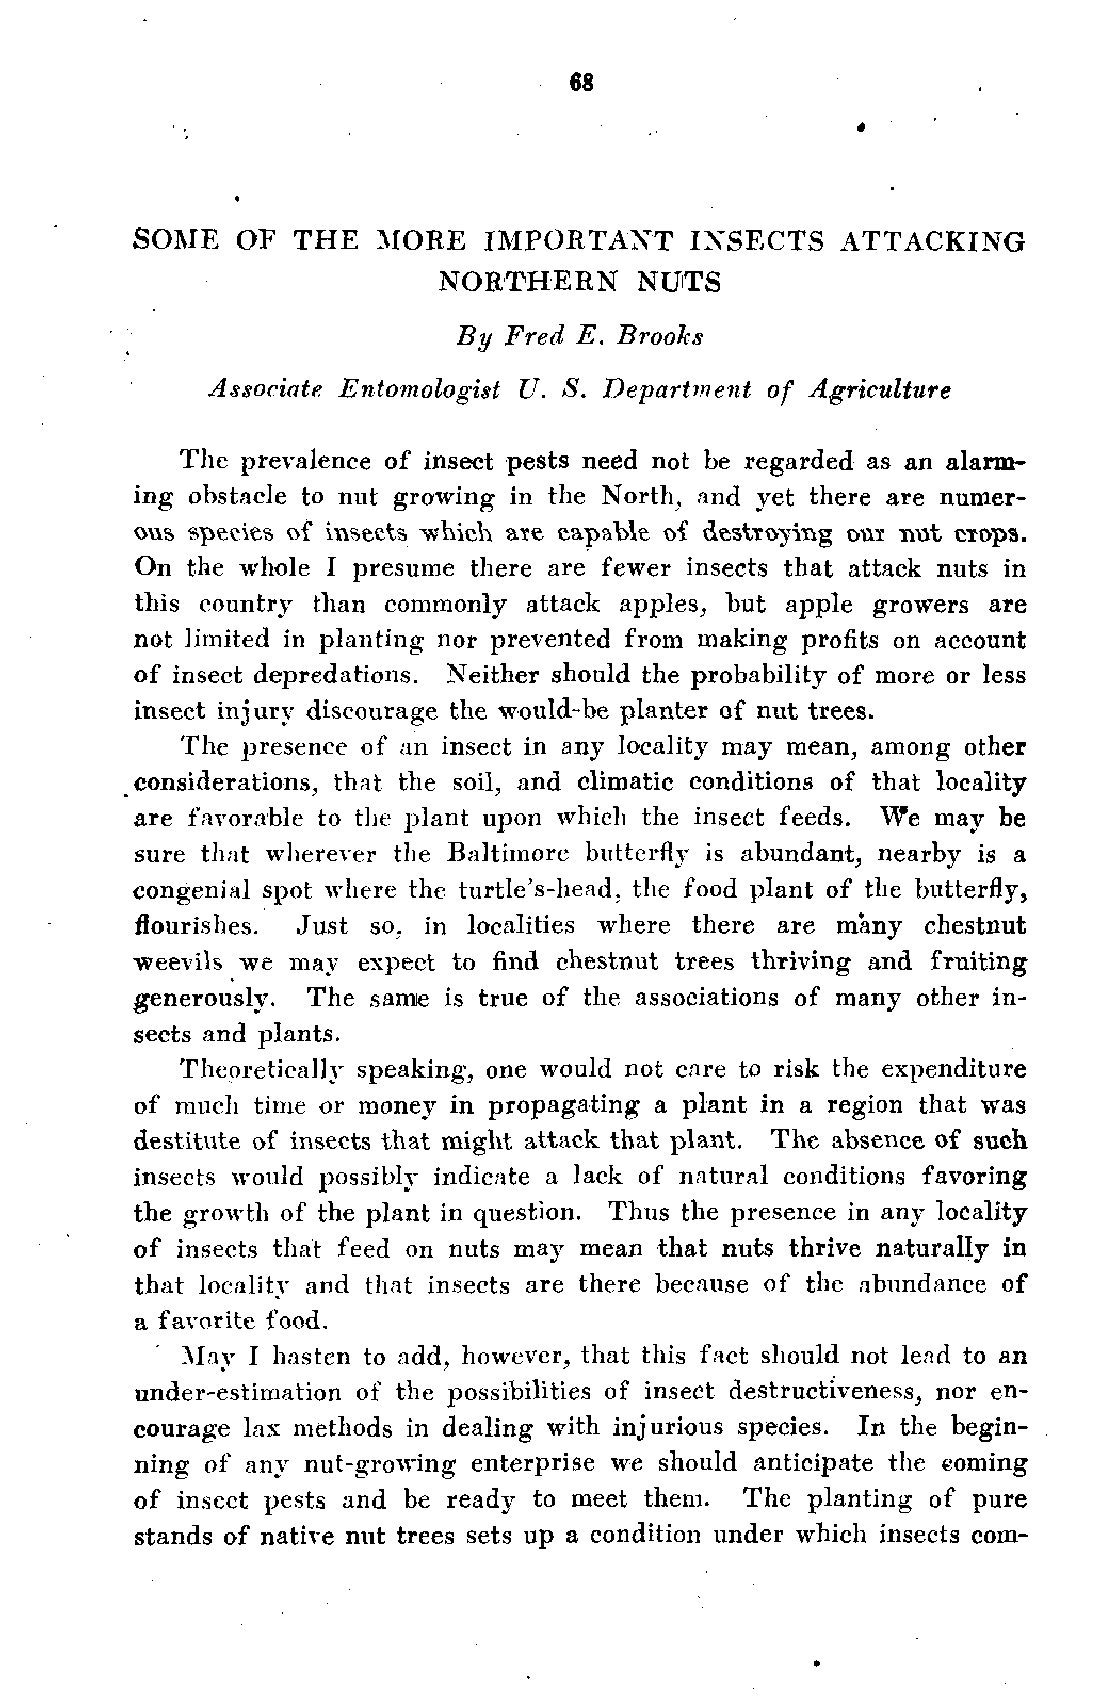 68
SOME OF THE MORE IMPORTANT INSECTS ATTACKING
NORTHERN NUTS
By Fred E. Brooks
Associate Entomologist U. S. Department of Agriculture
The prevalence of insect pests need not be regarded as an alarm-
ing obstacle to nut growing in the North, and yet there are numer-
ous species of insects which are capable of destroying our nut crops.
On the whole I presume there are fewer insects that attack nuts in
this country than commonly attack apples, but apple growers are
not limited in planting nor prevented from making profits on account
of insect depredations. Neither should the probability of more or less
insect injury discourage the would-be planter of nut trees.
The presence of an insect in any locality may mean, among other
considerations, that the soil, and climatic conditions of that locality
are favorable to the plant upon which the insect feeds. We may be
sure that wherever the Baltimore butterfly is abundant, nearby is a
congenial spot where the turtle's-head, the food plant of the butterfly,
flourishes. Just so, in localities where there are many chestnut
weevils we may expect to find chestnut trees thriving and fruiting
generously. The same is true of the associations of many other in-
sects and plants.
Theoretically speaking, one would not care to risk the expenditure
of much time or money in propagating a plant in a region that was
destitute of insects that might attack that plant. The absence of such
insects would possibly indicate a lack of natural conditions favoring
the growth of the plant in question. Thus the presence in any locality
of insects that feed on nuts may mean that nuts thrive naturally in
that locality and that insects are there because of the abundance of
a favorite food.
May I hasten to add, however, that this fact should not lead to an
under-estimation of the possibilities of insect destructiveness, nor en-
courage lax methods in dealing with injurious species. In the begin-
ning of any nut-growing enterprise we should anticipate the coming
of insect pests and be ready to meet them. The planting of pure
stands of native nut trees sets up a condition under which insects com-